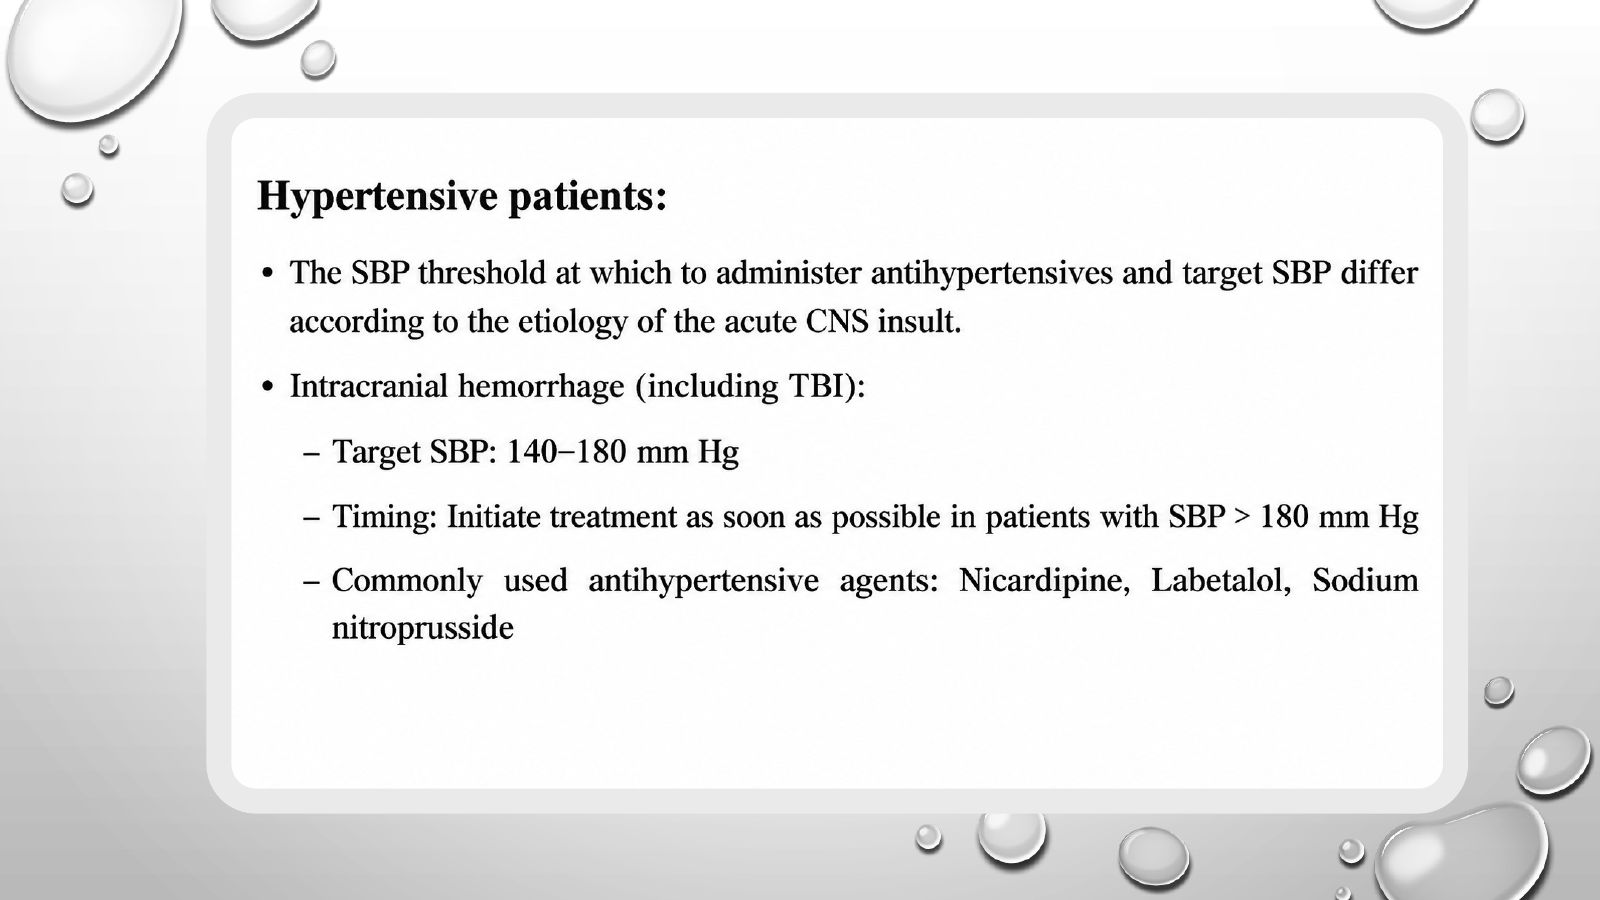 Hypertensive patients:
• The SBP threshold at which to administer antihypertensives and target SBP differ
according to the etiology of the acute CNS insult.
• Intracranial hemorrhage (including TBI):
– Target SBP: 140–180 mm Hg
– Timing: Initiate treatment as soon as possible in patients with SBP > 180 mm Hg
– Commonly used antihypertensive agents: Nicardipine, Labetalol, Sodium
nitroprusside